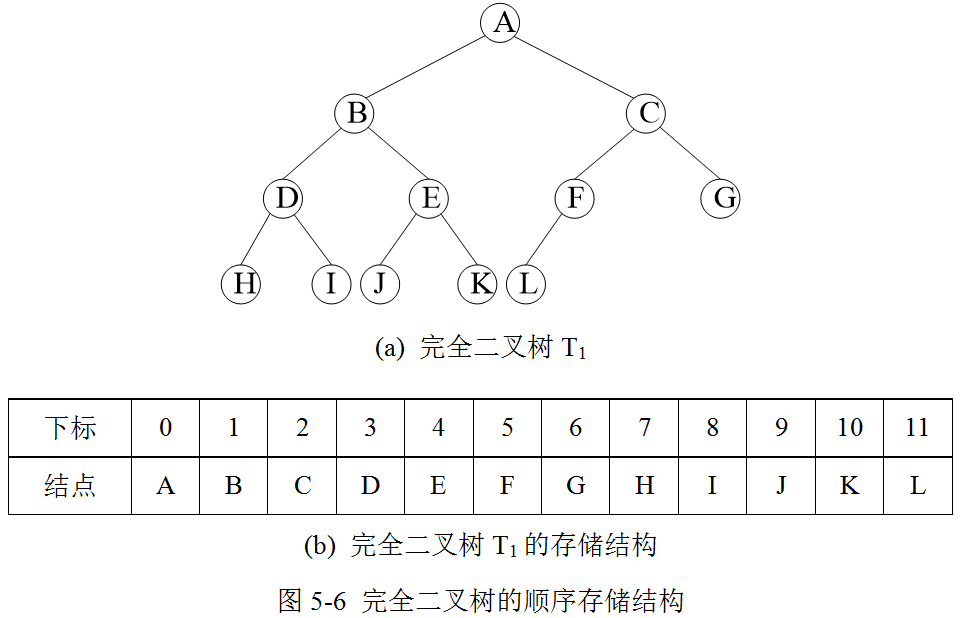 A
B C
D E F G
H I J K L
(a) 完全二叉树 T₁
下标 0 1 2 3 4 5 6 7 8 9 10 11
结点 A B C D E F G H I J K L
(b) 完全二叉树 T₁ 的存储结构
图 5-6 完全二叉树的顺序存储结构